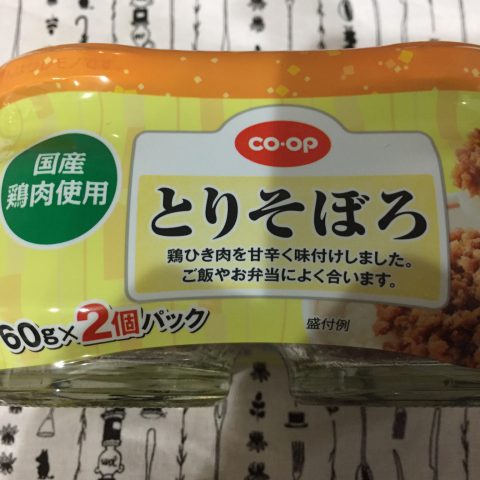 CO·OP
国産
鶏肉使用
とりそぼろ
鶏ひき肉を甘辛く味付けしました。
ご飯やお弁当によく合います。
60g×2個パック
盛付例